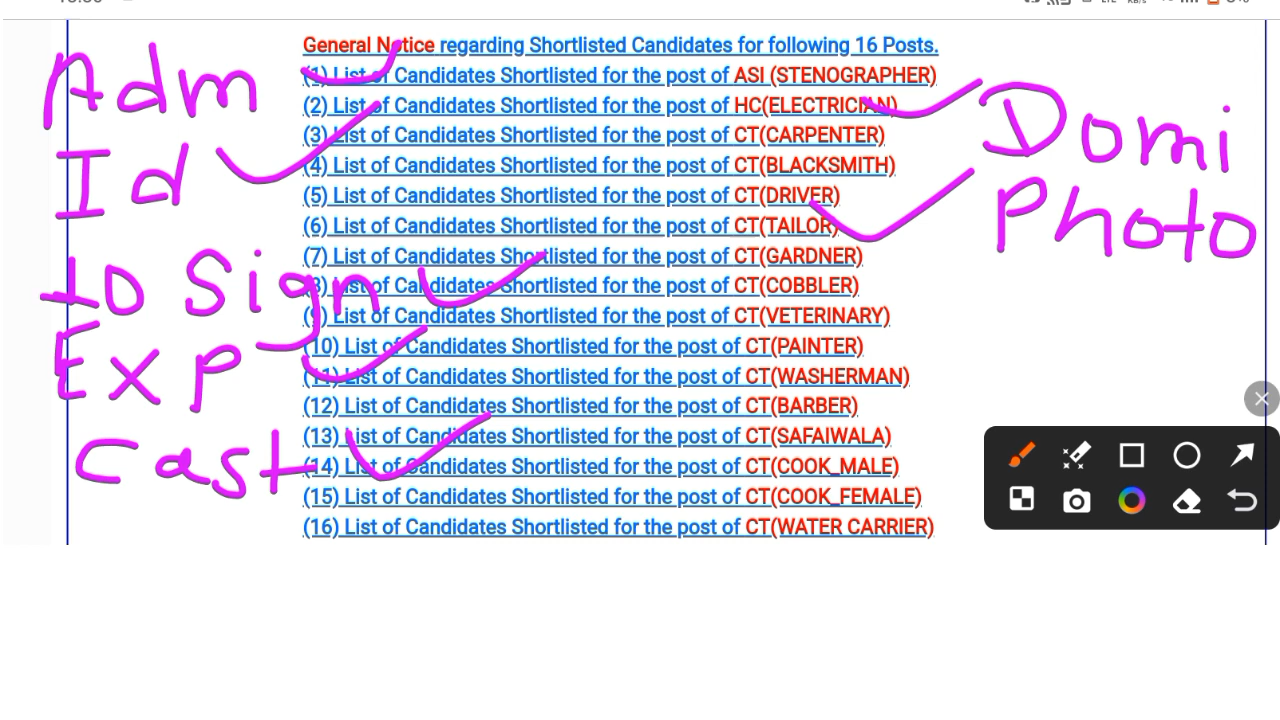 General Notice regarding Shortlisted Candidates for following 16 Posts.
(1) List of Candidates Shortlisted for the post of ASI (STENOGRAPHER)
(2) List of Candidates Shortlisted for the post of HC(ELECTRICIAN)
(3) List of Candidates Shortlisted for the post of CT(CARPENTER)
(4) List of Candidates Shortlisted for the post of CT(BLACKSMITH)
(5) List of Candidates Shortlisted for the post of CT(DRIVER)
(6) List of Candidates Shortlisted for the post of CT(TAILOR)
(7) List of Candidates Shortlisted for the post of CT(GARDNER)
(8) List of Candidates Shortlisted for the post of CT(COBBLER)
(9) List of Candidates Shortlisted for the post of CT(VETERINARY)
(10) List of Candidates Shortlisted for the post of CT(PAINTER)
(11) List of Candidates Shortlisted for the post of CT(WASHERMAN)
(12) List of Candidates Shortlisted for the post of CT(BARBER)
(13) List of Candidates Shortlisted for the post of CT(SAFAIWALA)
(14) List of Candidates Shortlisted for the post of CT(COOK_MALE)
(15) List of Candidates Shortlisted for the post of CT(COOK_FEMALE)
(16) List of Candidates Shortlisted for the post of CT(WATER CARRIER)
Adm
Id
10 Sign
Exp
Cast
Domi
Photo